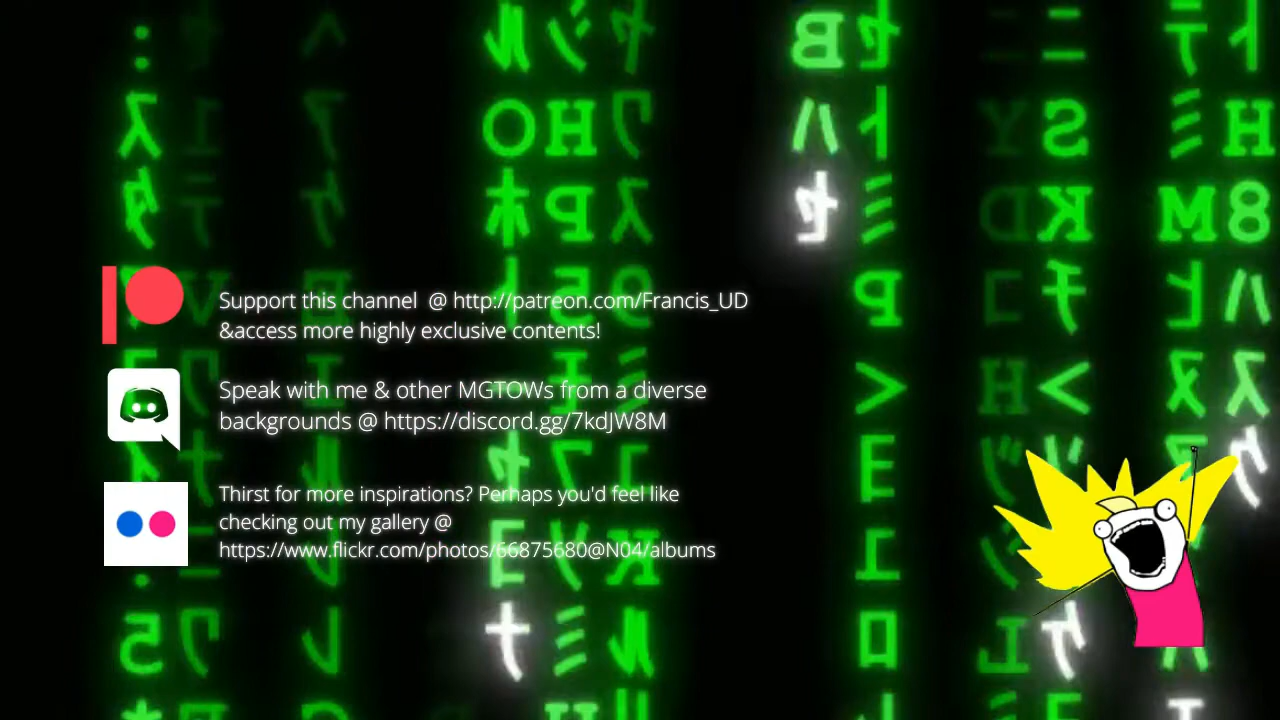 Support this channel  @ http://patreon.com/Francis_UD
&access more highly exclusive contents!
Speak with me & other MGTOWs from a diverse
backgrounds @ https://discord.gg/7kdJW8M
Thirst for more inspirations? Perhaps you'd feel like
checking out my gallery @
https://www.flickr.com/photos/66875680@N04/albums